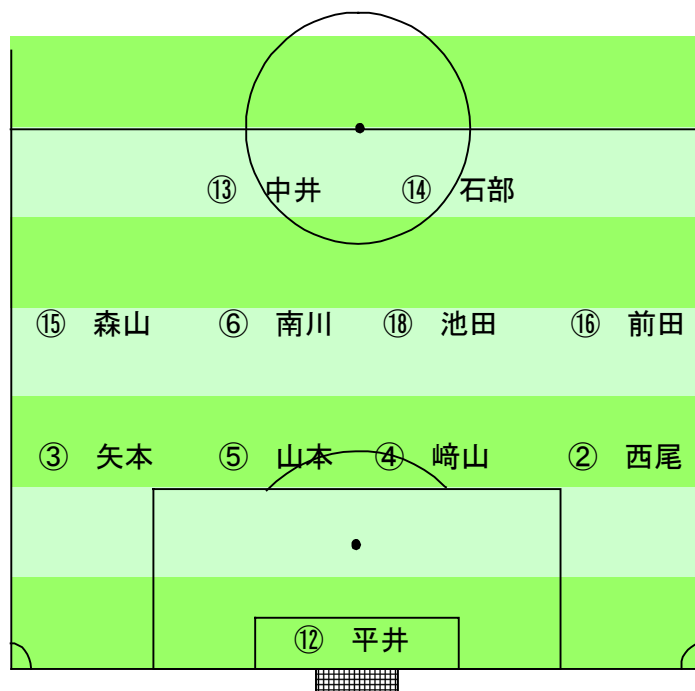 ⑬ 中井 ⑭ 石部
⑮ 森山 ⑥ 南川 ⑱ 池田 ⑯ 前田
③ 矢本 ⑤ 山本 ④ 﨑山 ② 西尾
⑫ 平井